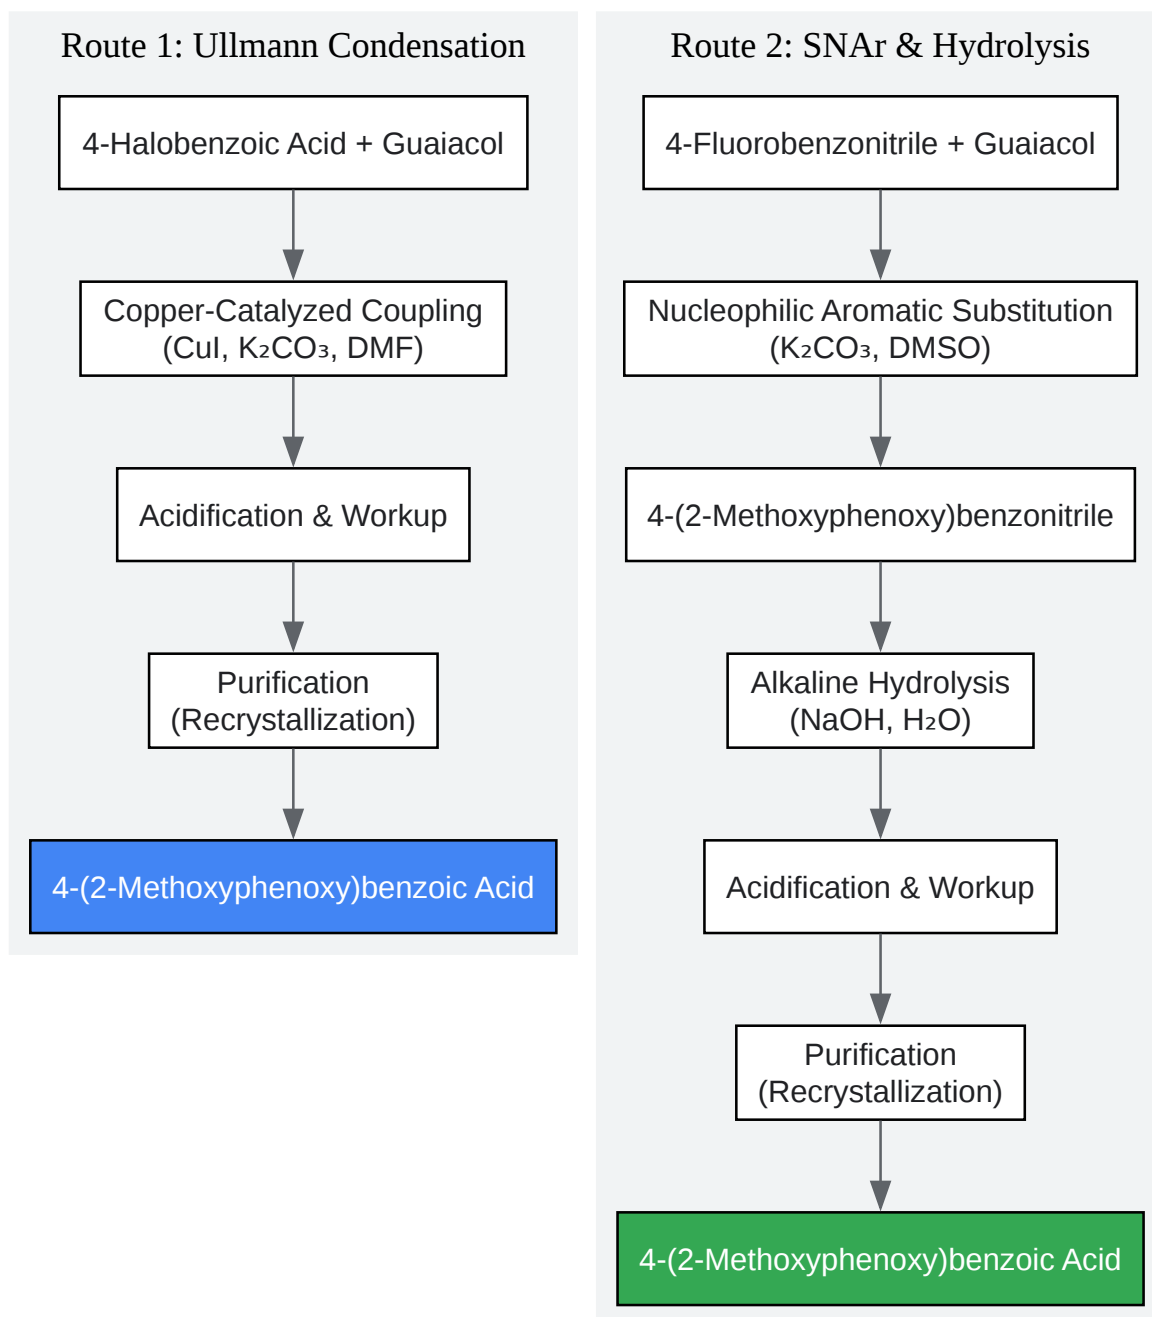 Route 1: Ullmann Condensation
4-Halobenzoic Acid + Guaiacol
Copper-Catalyzed Coupling
(CuI, K₂CO₃, DMF)
Acidification & Workup
Purification
(Recrystallization)
4-(2-Methoxyphenoxy)benzoic Acid
Route 2: SNAr & Hydrolysis
4-Fluorobenzonitrile + Guaiacol
Nucleophilic Aromatic Substitution
(K₂CO₃, DMSO)
4-(2-Methoxyphenoxy)benzonitrile
Alkaline Hydrolysis
(NaOH, H₂O)
Acidification & Workup
Purification
(Recrystallization)
4-(2-Methoxyphenoxy)benzoic Acid